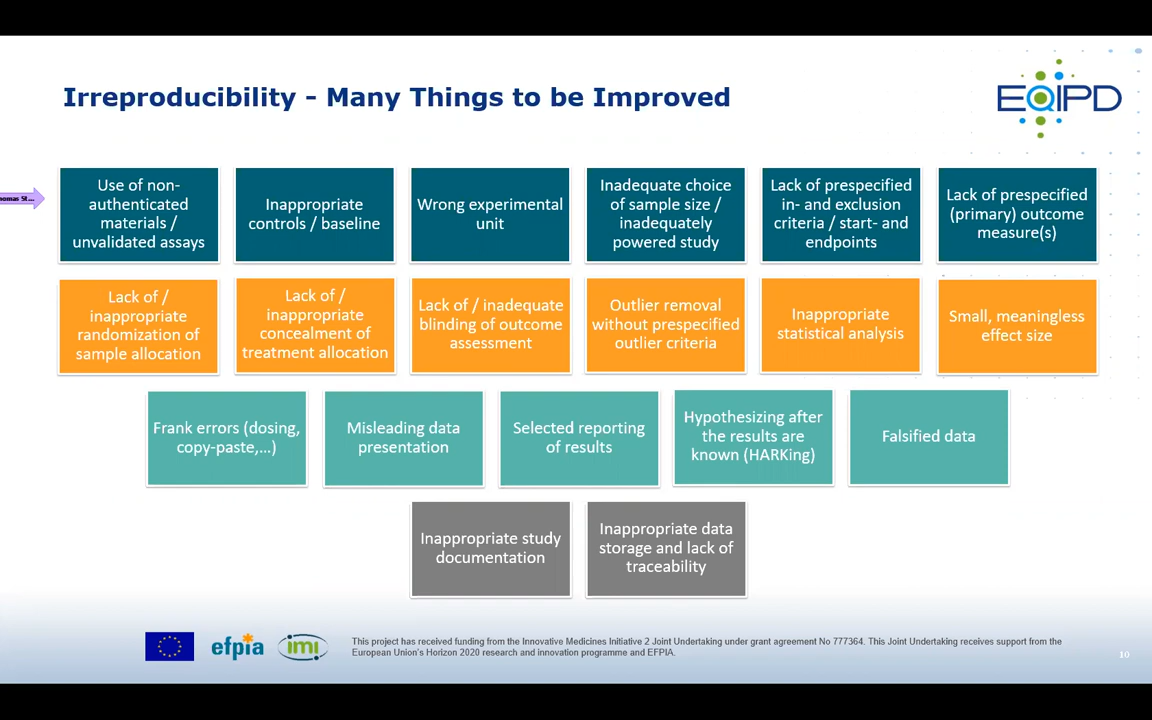 Irreproducibility - Many Things to be Improved
EQIPD
homas St...
Use of non-
authenticated
materials /
unvalidated assays
Inappropriate
controls / baseline
Wrong experimental
unit
Inadequate choice
of sample size /
inadequately
powered study
Lack of prespecified
in- and exclusion
criteria / start- and
endpoints
Lack of prespecified
(primary) outcome
measure(s)
Lack of /
inappropriate
randomization of
sample allocation
Lack of /
inappropriate
concealment of
treatment allocation
Lack of / inadequate
blinding of outcome
assessment
Outlier removal
without prespecified
outlier criteria
Inappropriate
statistical analysis
Small, meaningless
effect size
Frank errors (dosing,
copy-paste,...)
Misleading data
presentation
Selected reporting
of results
Hypothesizing after
the results are
known (HARKing)
Falsified data
Inappropriate study
documentation
Inappropriate data
storage and lack of
traceability
efpia
imi
This project has received funding from the Innovative Medicines Initiative 2 Joint Undertaking under grant agreement No 777364. This Joint Undertaking receives support from the
European Union's Horizon 2020 research and innovation programme and EFPIA.
10